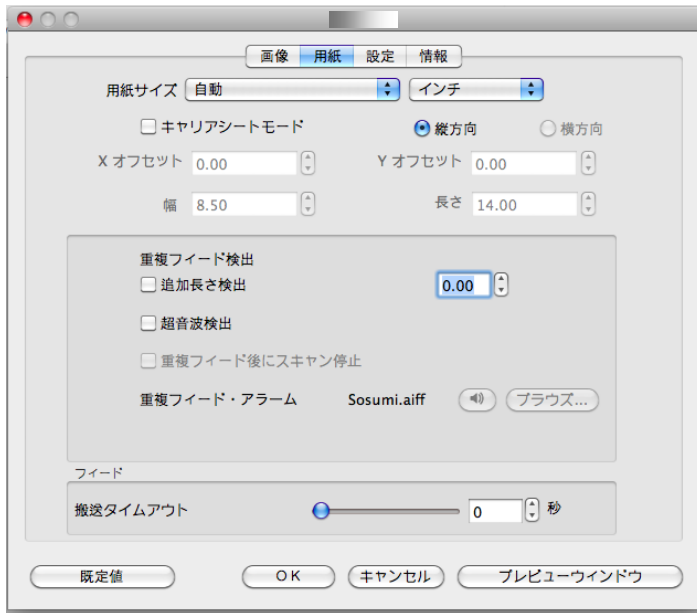 画像 用紙 設定 情報
用紙サイズ 自動 インチ
キャリアシートモード 縦方向 横方向
X オフセット 0.00 Y オフセット 0.00
幅 8.50 長さ 14.00
重複フィード検出
追加長さ検出 0.00
超音波検出
重複フィード後にスキャン停止
重複フィード・アラーム Sosumi.aiff ブラウズ...
フィード
搬送タイムアウト 0 秒
既定値 OK キャンセル プレビューウインドウ